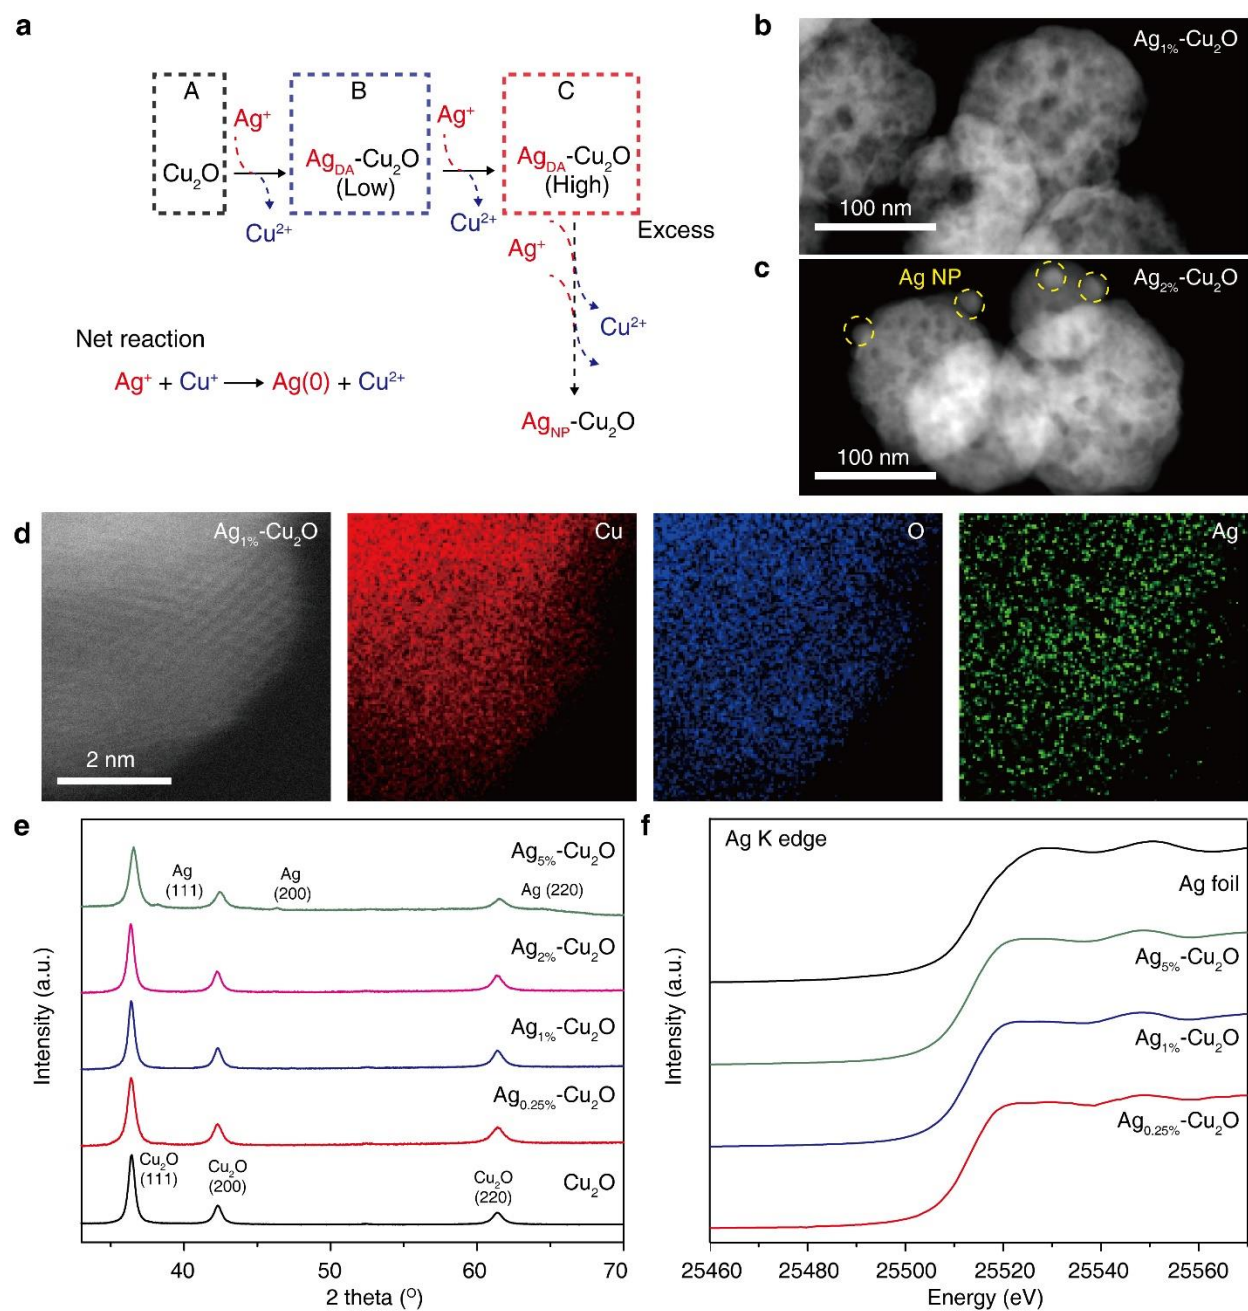 a
A
B
C
Ag⁺
Ag⁺
Cu₂O
Ag_DA-Cu₂O
(Low)
Ag_DA-Cu₂O
(High)
Cu²⁺
Cu²⁺
Excess
Ag⁺
Cu²⁺
Net reaction
Ag⁺ + Cu⁺ → Ag(0) + Cu²⁺
Ag_NP-Cu₂O
b
Ag₁%-Cu₂O
100 nm
c
Ag NP
Ag₂%-Cu₂O
100 nm
d
Ag₁%-Cu₂O
2 nm
Cu
O
Ag
e
Ag
(111)
Ag
(200)
Ag (220)
Ag₅%-Cu₂O
Ag₂%-Cu₂O
Ag₁%-Cu₂O
Ag₀.₂₅%-Cu₂O
Cu₂O
(111)
Cu₂O
(200)
Cu₂O
(220)
Cu₂O
Intensity (a.u.)
40
50
60
70
2 theta (°)
f
Ag K edge
Ag foil
Ag₅%-Cu₂O
Ag₁%-Cu₂O
Ag₀.₂₅%-Cu₂O
Intensity (a.u.)
25460
25480
25500
25520
25540
25560
Energy (eV)